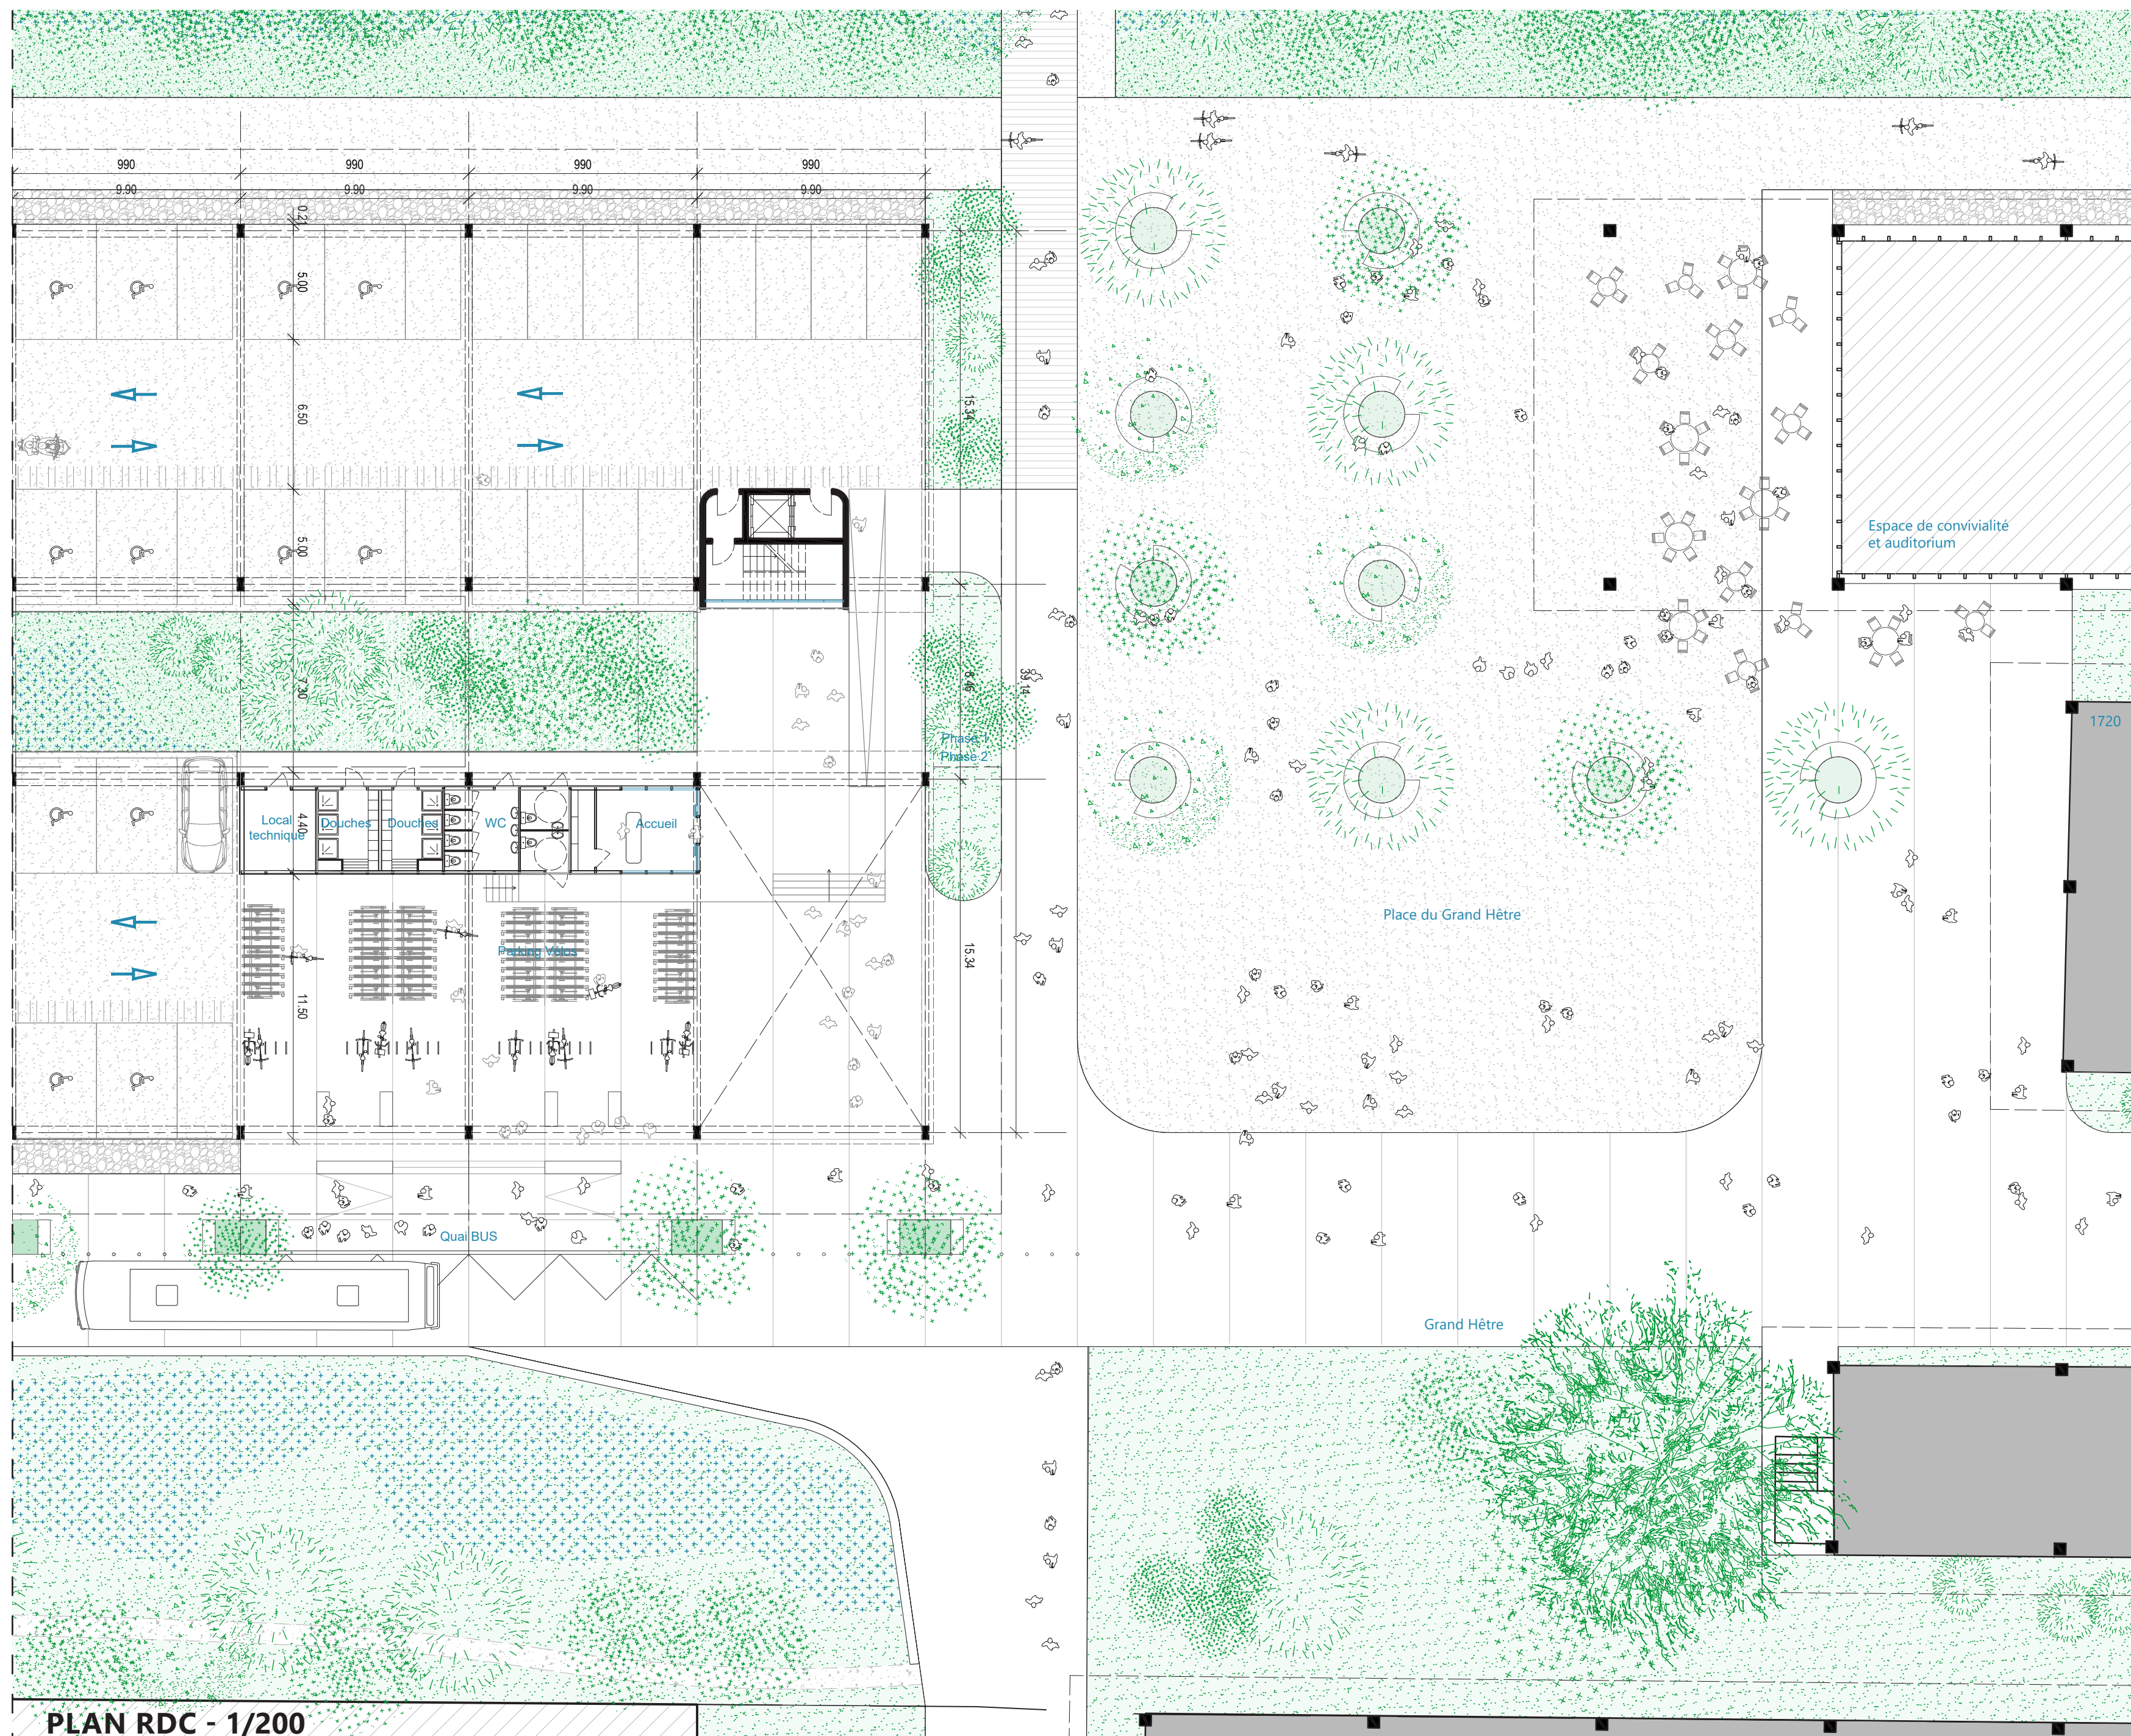 990 990 990 990
9.90 9.90 9.90 9.90
0.21
5.00
6.50
15.34
5.00
Espace de convivialité
et auditorium
7.30
8.46
39.14
1720
Phase 1
Phase 2
4.40
Local
technique
Douches
Douches
WC
Accueil
Place du Grand Hêtre
Parking Vélos
15.34
11.50
Quai BUS
Grand Hêtre
PLAN RDC - 1/200